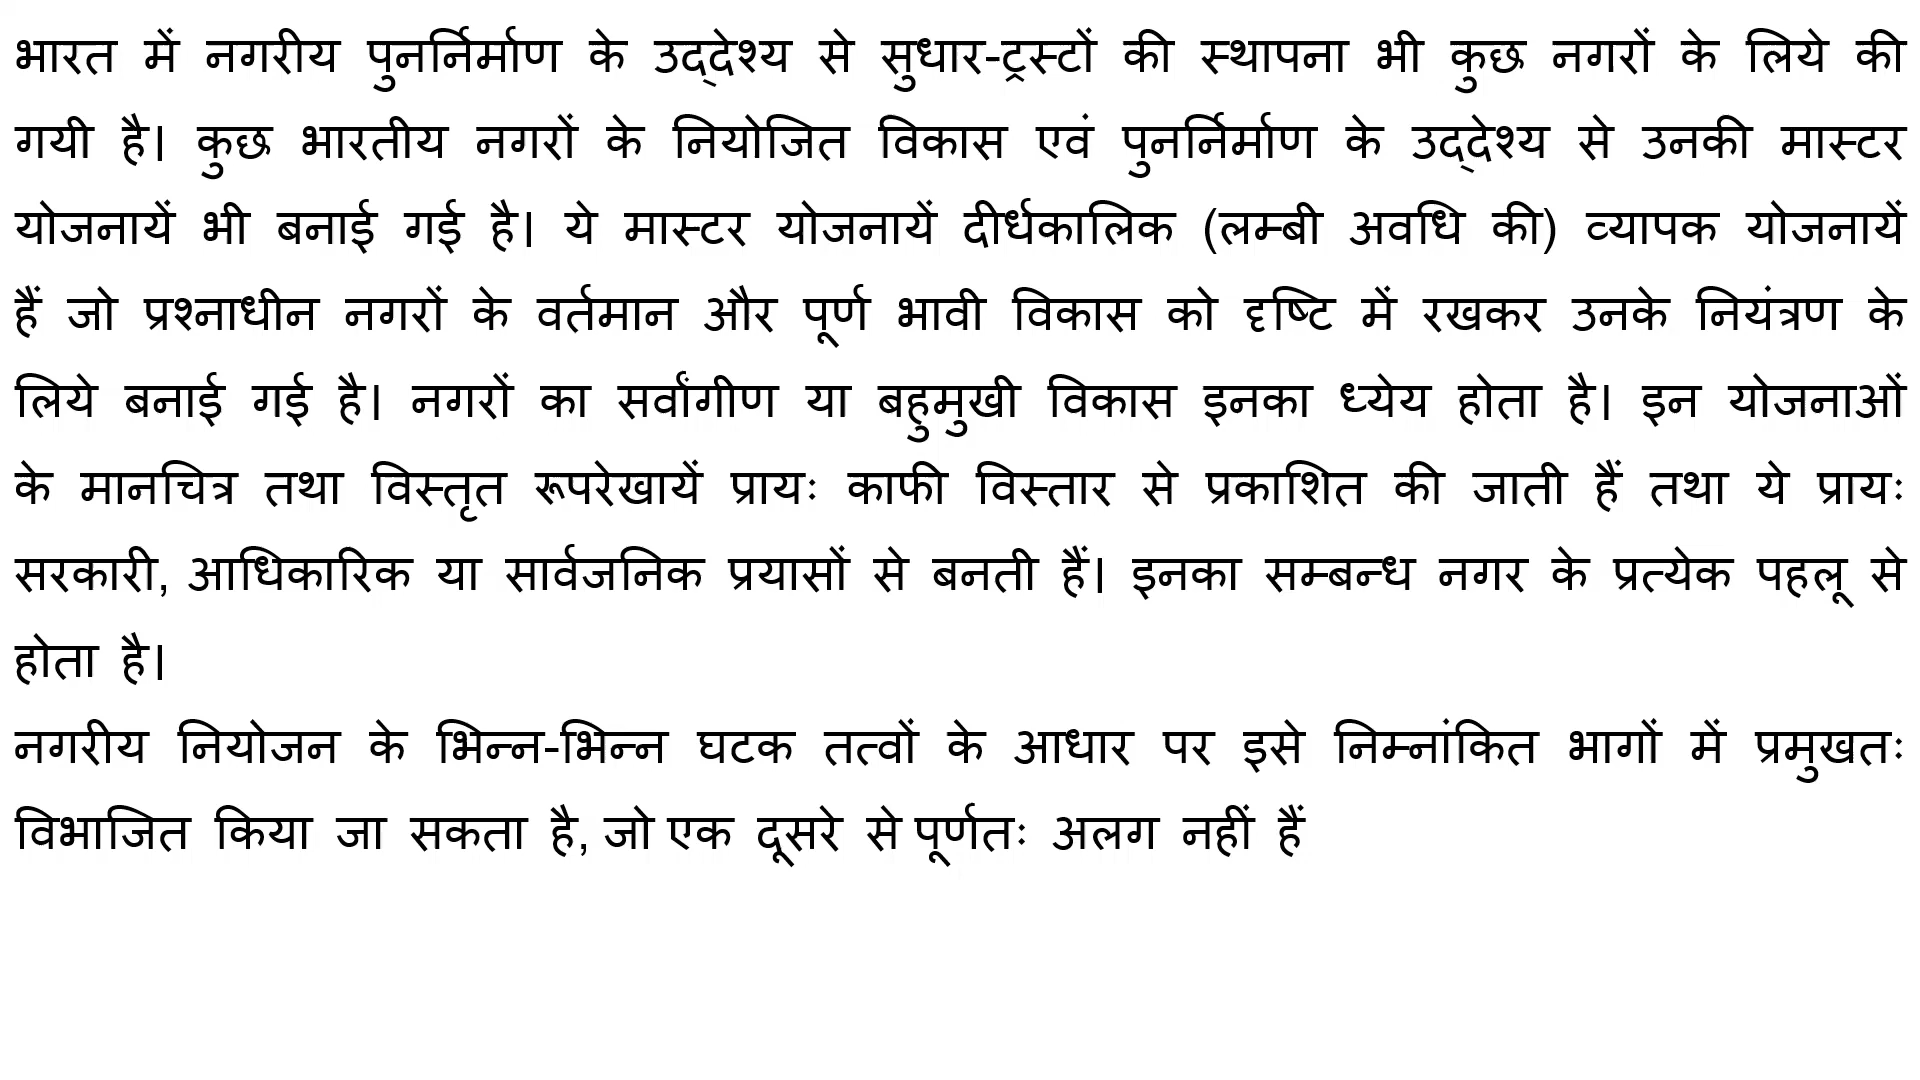 भारत में नगरीय पुनर्निर्माण के उद्देश्य से सुधार-ट्रस्टों की स्थापना भी कुछ नगरों के लिये की
गयी है। कुछ भारतीय नगरों के नियोजित विकास एवं पुनर्निर्माण के उद्देश्य से उनकी मास्टर
योजनायें भी बनाई गई है। ये मास्टर योजनायें दीर्धकालिक (लम्बी अवधि की) व्यापक योजनायें
हैं जो प्रश्नाधीन नगरों के वर्तमान और पूर्ण भावी विकास को दृष्टि में रखकर उनके नियंत्रण के
लिये बनाई गई है। नगरों का सर्वांगीण या बहुमुखी विकास इनका ध्येय होता है। इन योजनाओं
के मानचित्र तथा विस्तृत रूपरेखायें प्रायः काफी विस्तार से प्रकाशित की जाती हैं तथा ये प्रायः
सरकारी, आधिकारिक या सार्वजनिक प्रयासों से बनती हैं। इनका सम्बन्ध नगर के प्रत्येक पहलू से
होता है।
नगरीय नियोजन के भिन्न-भिन्न घटक तत्वों के आधार पर इसे निम्नांकित भागों में प्रमुखतः
विभाजित किया जा सकता है, जो एक दूसरे से पूर्णतः अलग नहीं हैं